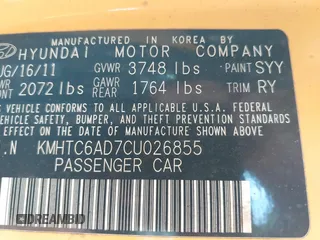 MANUFACTURED IN KOREA BY
HYUNDAI MOTOR COMPANY
UG/16/11 GVWR 3748 lbs PAINT SYY
2072 lbs GAWR REAR 1764 lbs TRIM RY
VEHICLE CONFORMS TO ALL APPLICABLE
VEHICLE SAFETY, BUMPER, AND THEFT
STANDARDS IN EFFECT ON THE DATE OF
MANUFACTURE SHOWN ABOVE.
.N KMHTC6AD7CU026855
PASSENGER CAR
DREAMBID